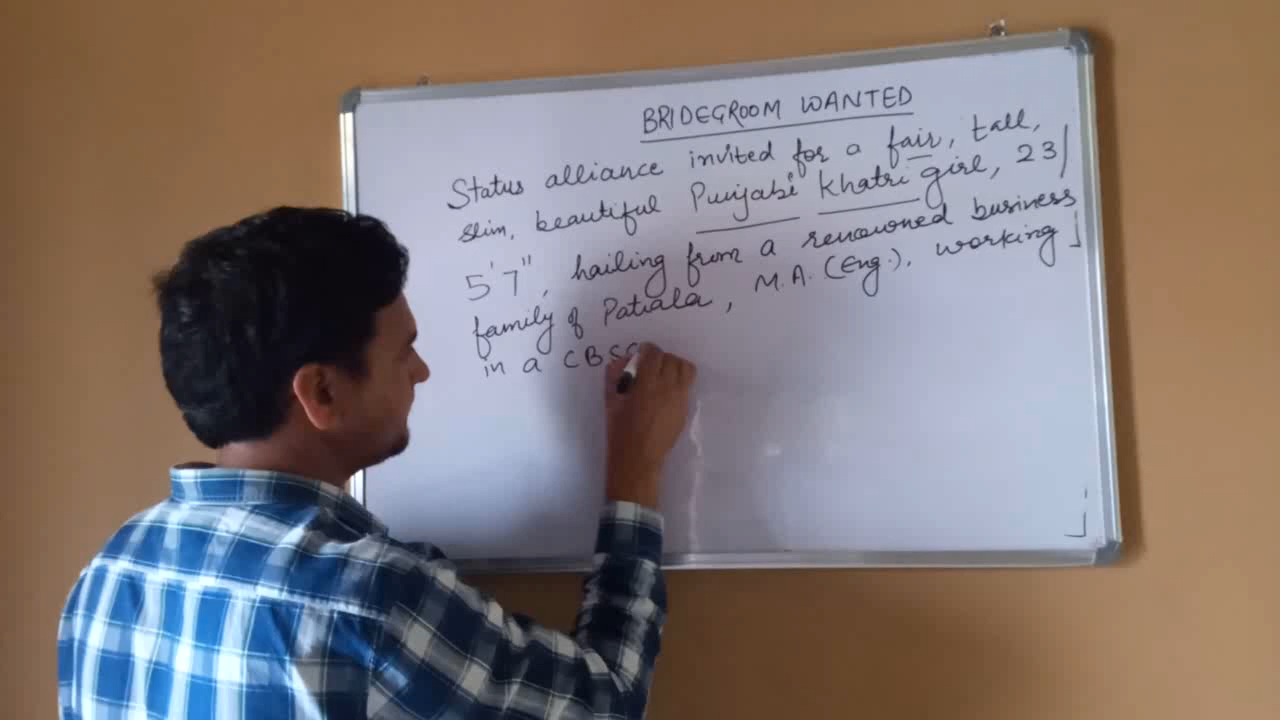 BRIDEGROOM WANTED
Status alliance invited for a fair, tall,
slim, beautiful Punjabi Khatri girl, 23/
5'7", hailing from a renowned business
family of Patiala, M.A. (Eng.), working
in a CBS